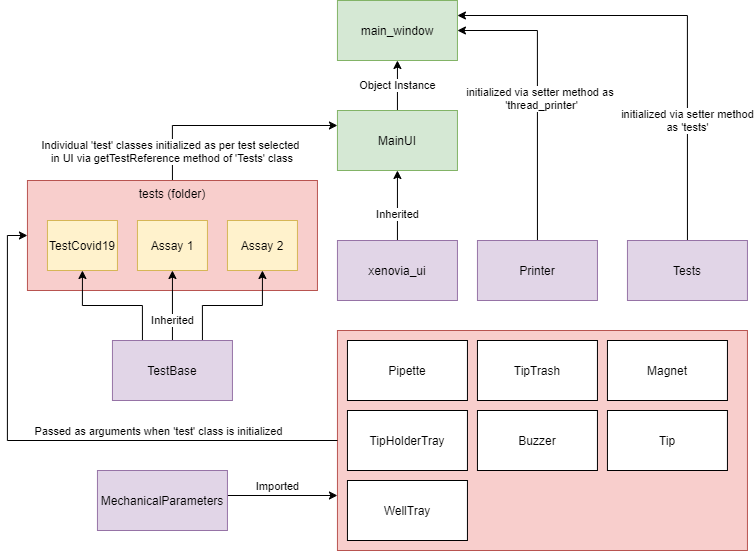 main_window
Object Instance
initialized via setter method as
'thread_printer'
initialized via setter method
as 'tests'
Individual 'test' classes initialized as per test selected
in UI via getTestReference method of 'Tests' class
MainUI
tests (folder)
TestCovid19
Assay 1
Assay 2
Inherited
xenovia_ui
Printer
Tests
Inherited
TestBase
Pipette
TipTrash
Magnet
Passed as arguments when 'test' class is initialized
TipHolderTray
Buzzer
Tip
MechanicalParameters
Imported
WellTray